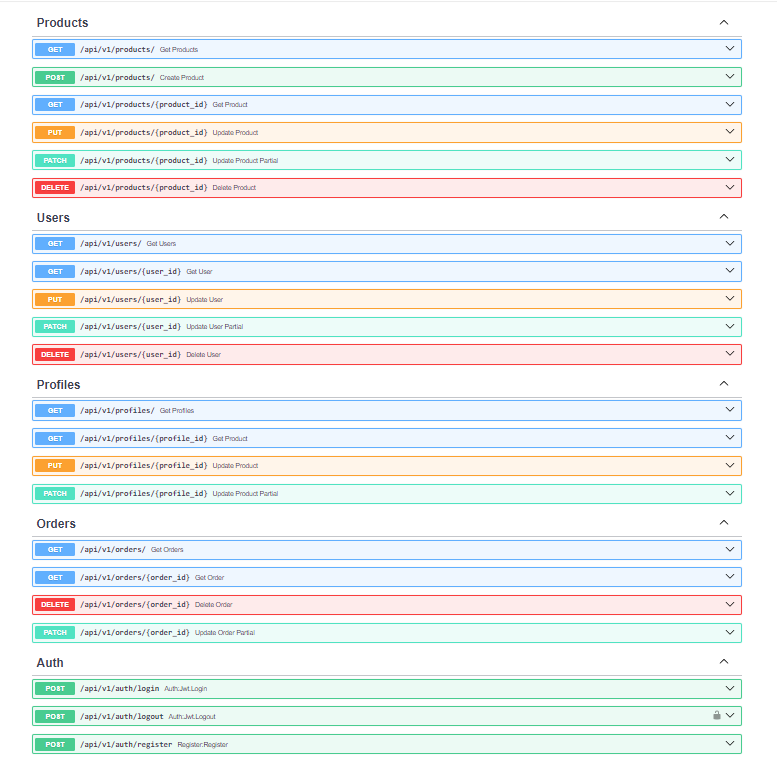 Products
GET /api/v1/products/ Get Products
POST /api/v1/products/ Create Product
GET /api/v1/products/{product_id} Get Product
PUT /api/v1/products/{product_id} Update Product
PATCH /api/v1/products/{product_id} Update Product Partial
DELETE /api/v1/products/{product_id} Delete Product
Users
GET /api/v1/users/ Get Users
GET /api/v1/users/{user_id} Get User
PUT /api/v1/users/{user_id} Update User
PATCH /api/v1/users/{user_id} Update User Partial
DELETE /api/v1/users/{user_id} Delete User
Profiles
GET /api/v1/profiles/ Get Profiles
GET /api/v1/profiles/{profile_id} Get Product
PUT /api/v1/profiles/{profile_id} Update Product
PATCH /api/v1/profiles/{profile_id} Update Product Partial
Orders
GET /api/v1/orders/ Get Orders
GET /api/v1/orders/{order_id} Get Order
DELETE /api/v1/orders/{order_id} Delete Order
PATCH /api/v1/orders/{order_id} Update Order Partial
Auth
POST /api/v1/auth/login Auth:Jwt.Login
POST /api/v1/auth/logout Auth:Jwt.Logout
POST /api/v1/auth/register Register:Register